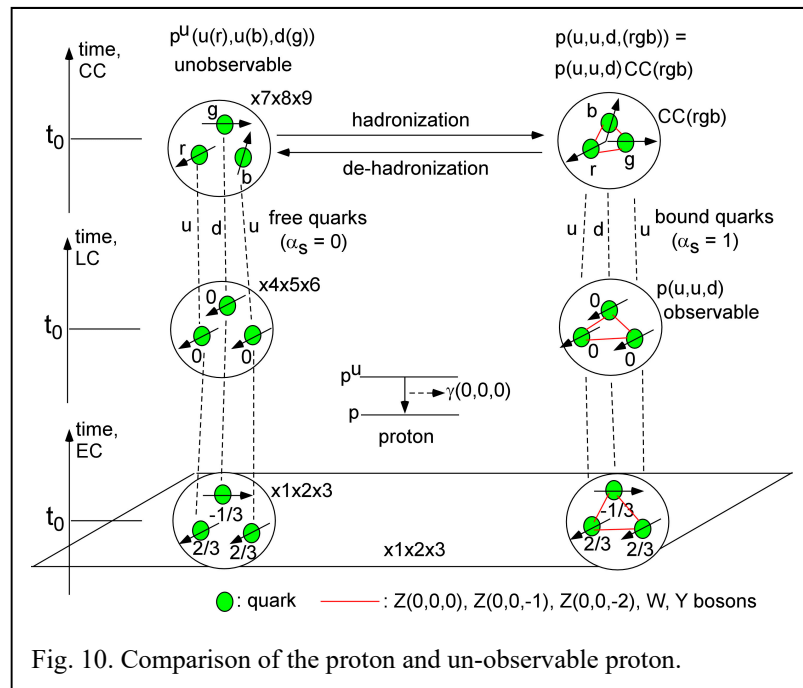 time,
CC
pᵘ(u(r),u(b),d(g))
unobservable
p(u,u,d,(rgb)) =
p(u,u,d) CC(rgb)
x7x8x9
g
r
b
t₀
hadronization
de-hadronization
b
r
g
CC(rgb)
u
d
u
free quarks
(αₛ = 0)
u
d
u
bound quarks
(αₛ = 1)
time,
LC
x4x5x6
0
0
0
t₀
p(u,u,d)
observable
0
0
0
pᵘ
γ(0,0,0)
p
proton
time,
EC
x1x2x3
-1/3
2/3
2/3
t₀
-1/3
2/3
2/3
x1x2x3
: quark
: Z(0,0,0), Z(0,0,-1), Z(0,0,-2), W, Y bosons
Fig. 10. Comparison of the proton and un-observable proton.